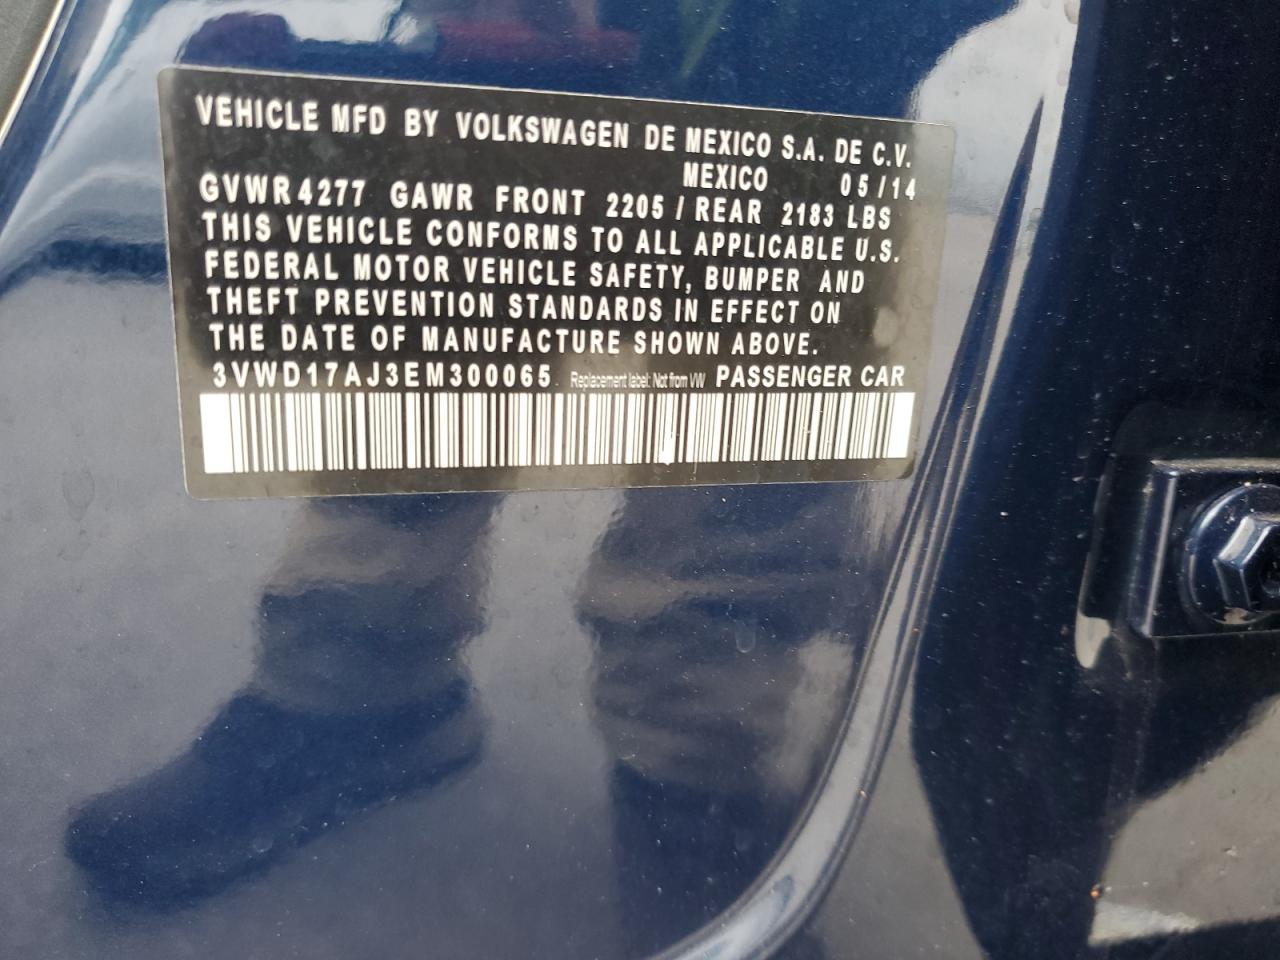 VEHICLE MFD BY VOLKSWAGEN DE MEXICO S.A. DE C.V.
MEXICO 05/14
GVWR 4277 GAWR FRONT 2205 / REAR 2183 LBS
THIS VEHICLE CONFORMS TO ALL APPLICABLE U.S.
FEDERAL MOTOR VEHICLE SAFETY, BUMPER AND
THEFT PREVENTION STANDARDS IN EFFECT ON
THE DATE OF MANUFACTURE SHOWN ABOVE.
3VWD17AJ3EM300065 Replacement label: Not from VW PASSENGER CAR